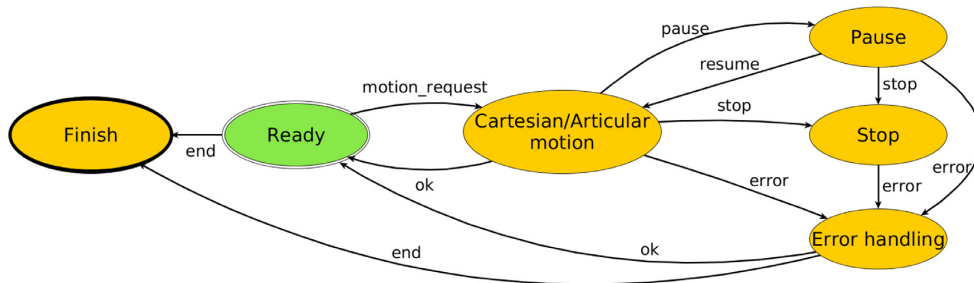 pause
Pause
resume
motion_request
stop
stop
Finish
Ready
Cartesian/Articular
motion
Stop
end
ok
error
error
error
Error handling
end
ok